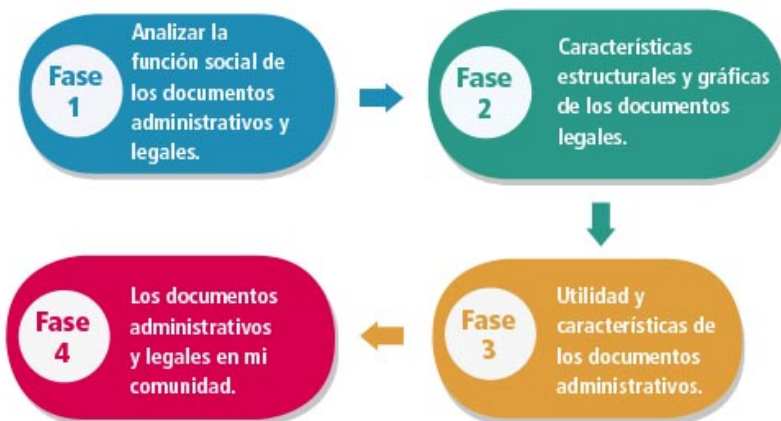 Fase
1
Analizar la
función social de
los documentos
administrativos y
legales.
Fase
2
Características
estructurales y gráficas
de los documentos
legales.
Fase
3
Utilidad y
características de
los documentos
administrativos.
Fase
4
Los documentos
administrativos
y legales en mi
comunidad.